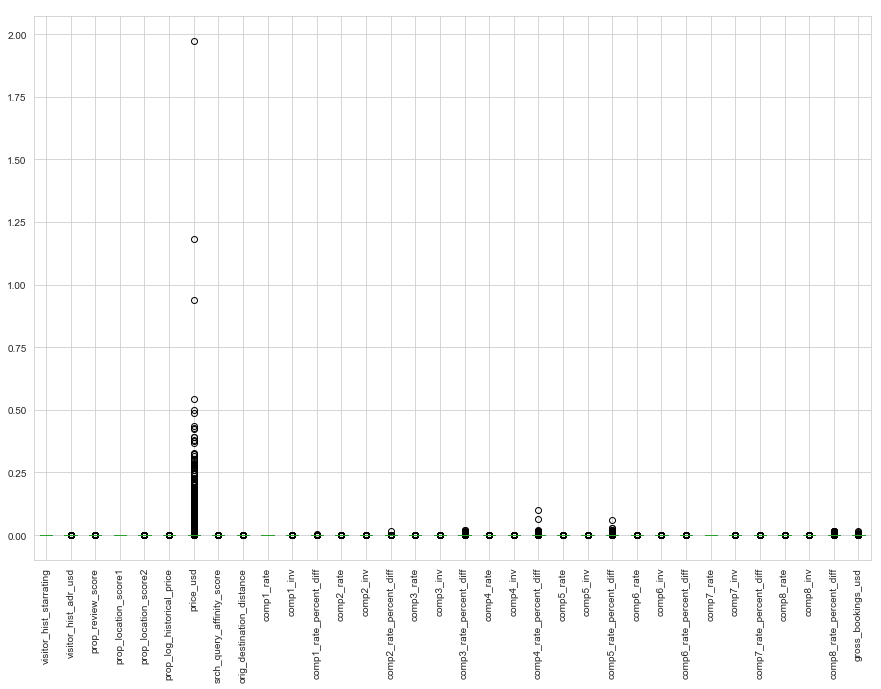 2.00
1.75
1.50
1.25
1.00
0.75
0.50
0.25
0.00
visitor_hist_starrating
visitor_hist_adr_usd
prop_review_score
prop_location_score1
prop_location_score2
prop_log_historical_price
price_usd
srch_query_affinity_score
orig_destination_distance
comp1_rate
comp1_inv
comp1_rate_percent_diff
comp2_rate
comp2_inv
comp2_rate_percent_diff
comp3_rate
comp3_inv
comp3_rate_percent_diff
comp4_rate
comp4_inv
comp4_rate_percent_diff
comp5_rate
comp5_inv
comp5_rate_percent_diff
comp6_rate
comp6_inv
comp6_rate_percent_diff
comp7_rate
comp7_inv
comp7_rate_percent_diff
comp8_rate
comp8_inv
comp8_rate_percent_diff
gross_bookings_usd